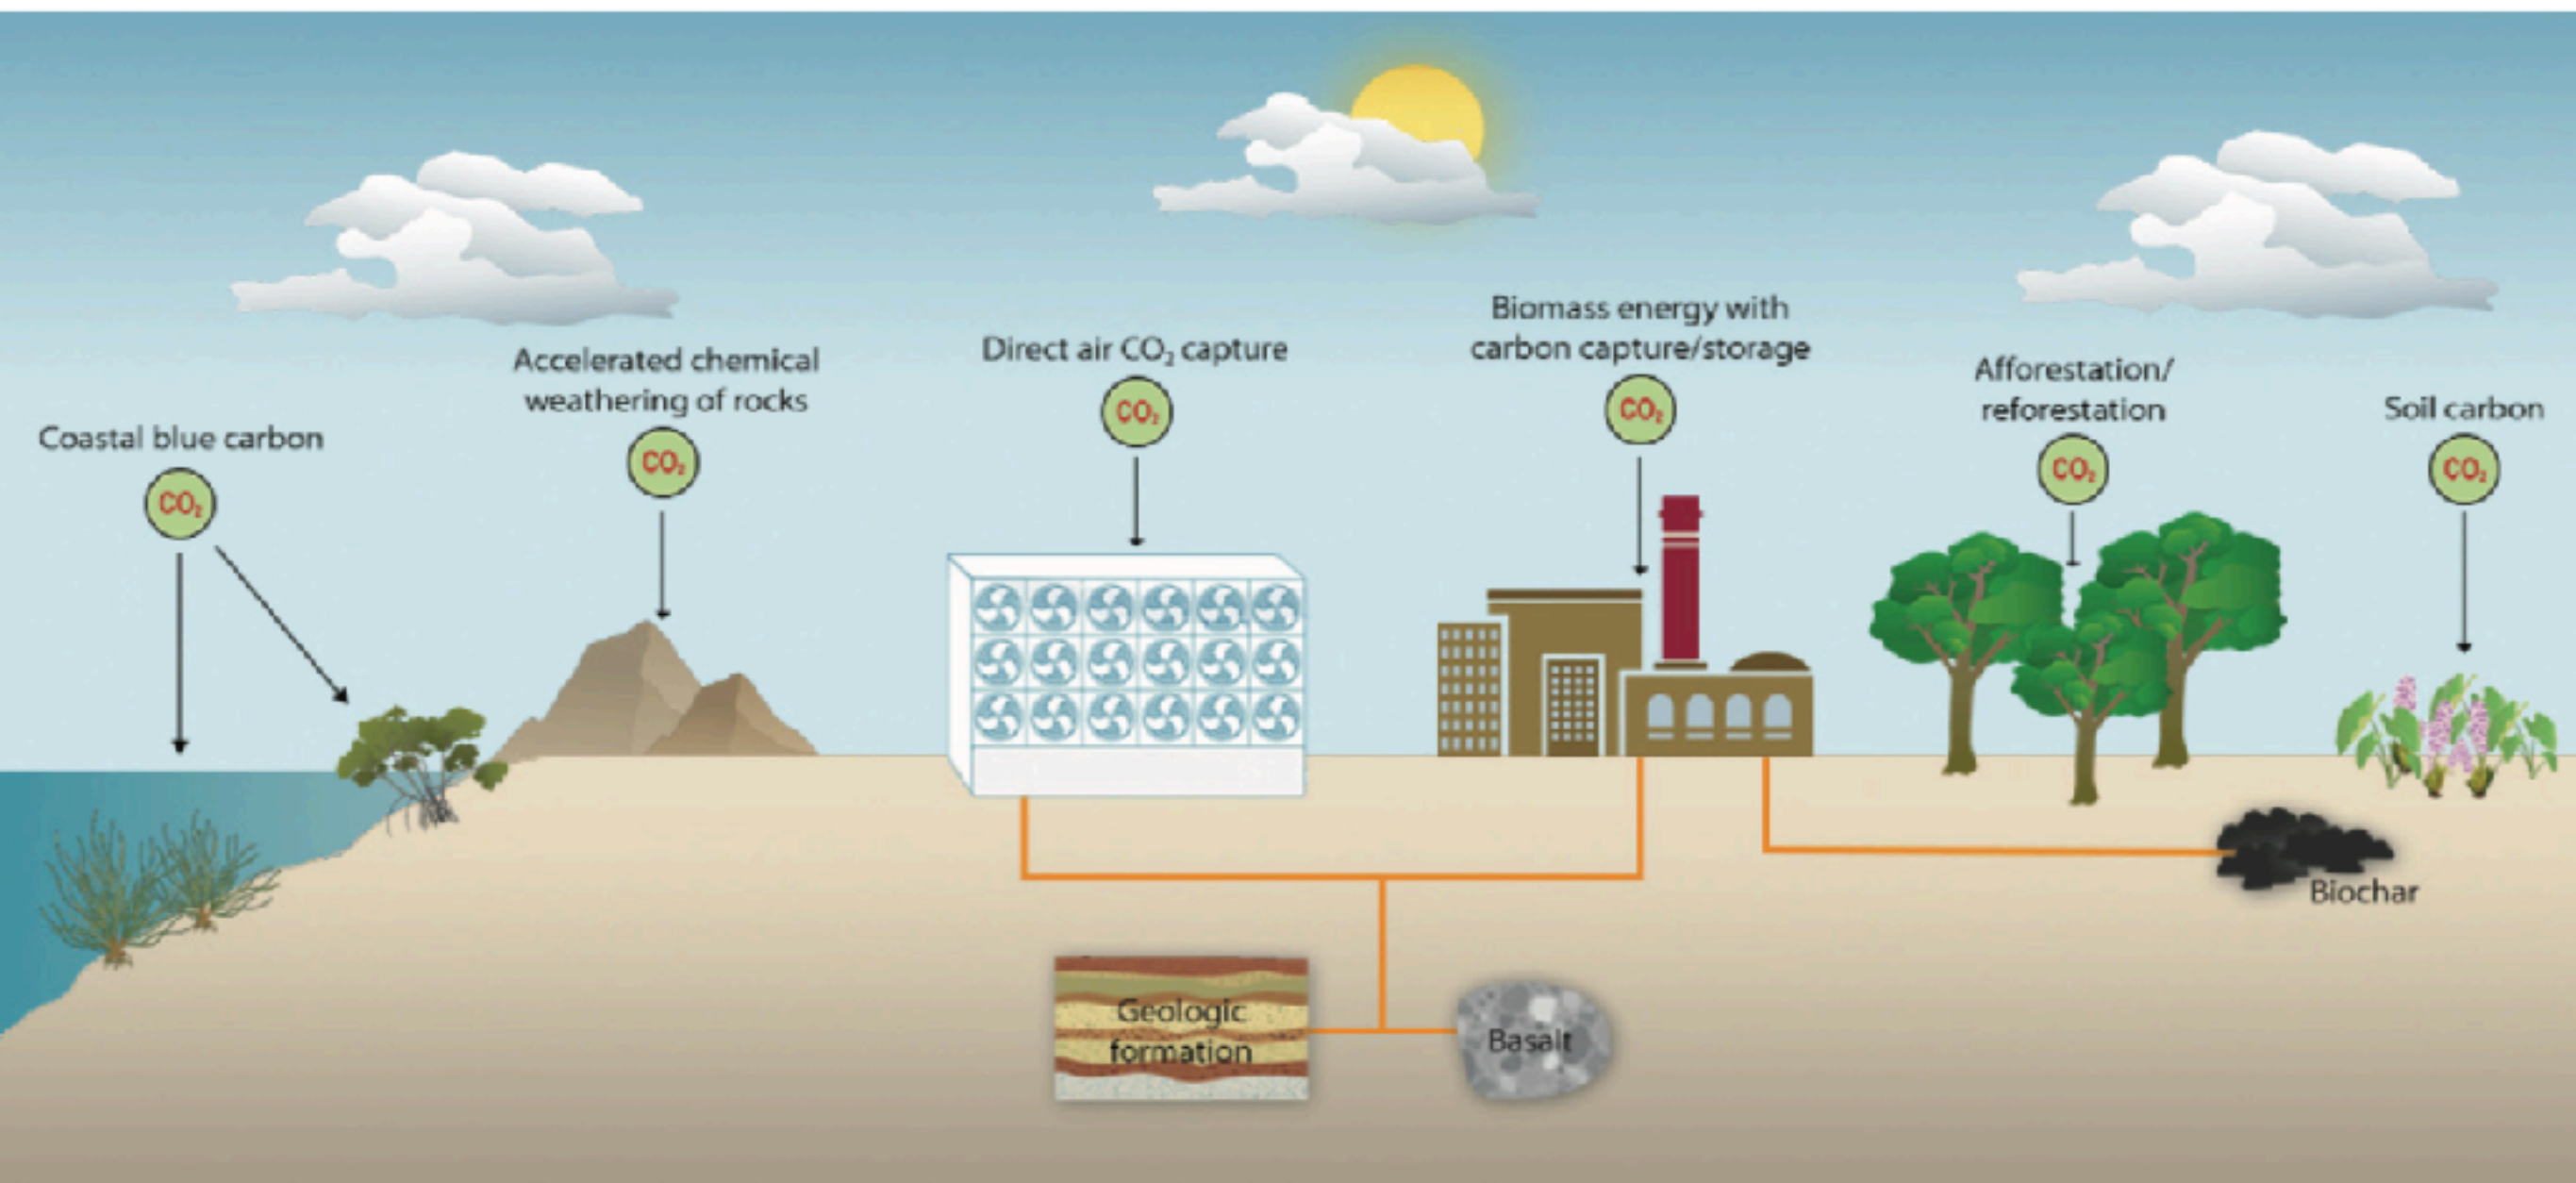 Coastal blue carbon
CO₂
Accelerated chemical
weathering of rocks
CO₂
Direct air CO₂ capture
CO₂
Biomass energy with
carbon capture/storage
CO₂
Afforestation/
reforestation
CO₂
Soil carbon
CO₂
Biochar
Geologic
formation
Basalt